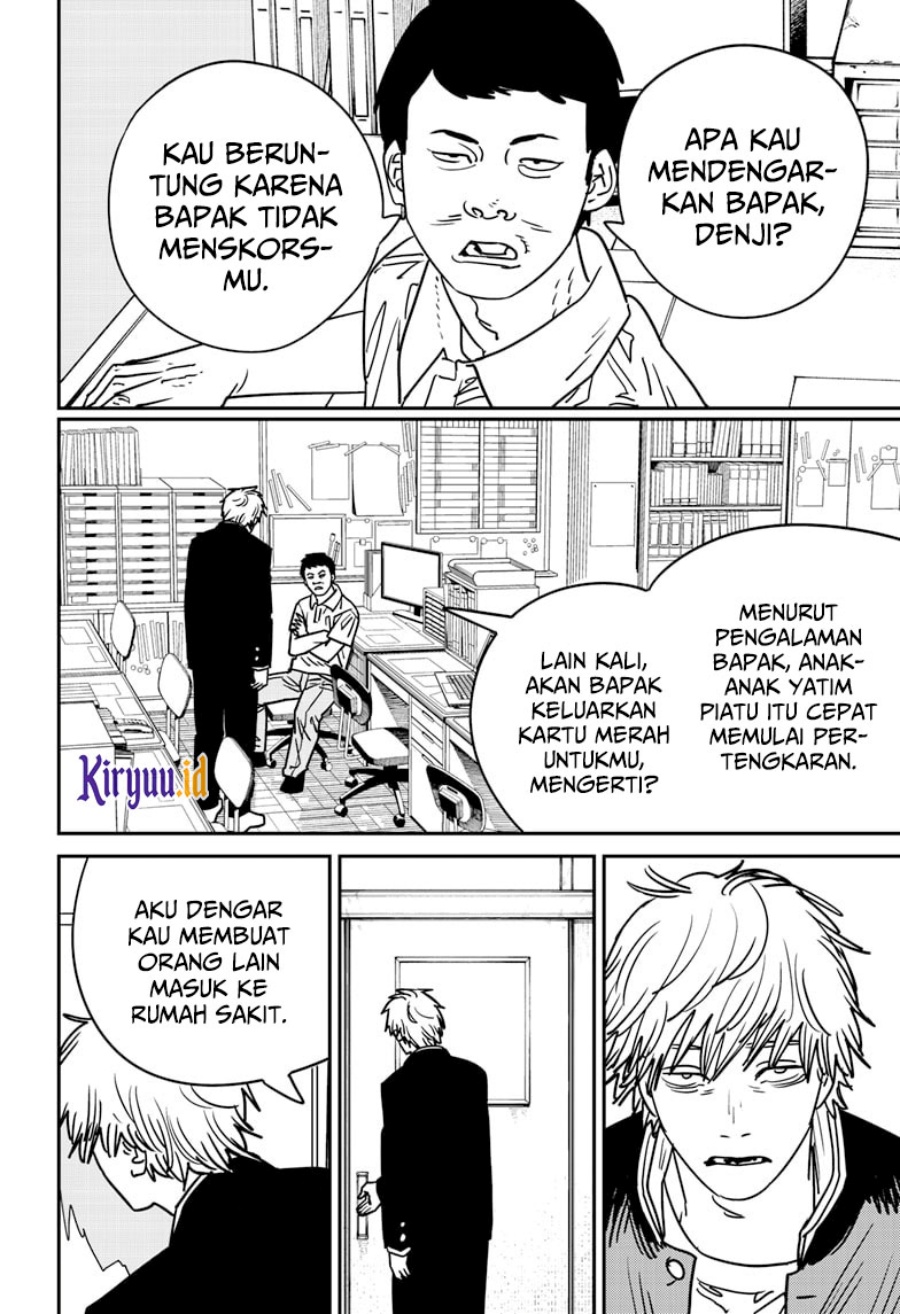 APA KAU
MENDENGAR-
KAN BAPAK,
DENJI?
KAU BERUN-
TUNG KARENA
BAPAK TIDAK
MENSKORS-
MU.
MENURUT
PENGALAMAN
BAPAK, ANAK-
ANAK YATIM
PIATU ITU CEPAT
MEMULAI PER-
TENGKARAN.
LAIN KALI,
AKAN BAPAK
KELUARKAN
KARTU MERAH
UNTUKMU,
MENGERTI?
Kiryuu.id
AKU DENGAR
KAU MEMBUAT
ORANG LAIN
MASUK KE
RUMAH SAKIT.